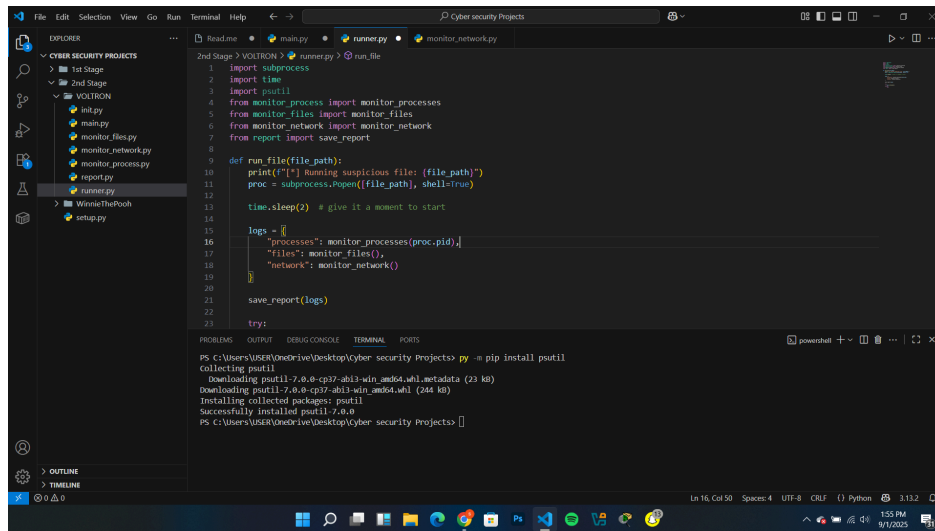 File Edit Selection View Go Run Terminal Help
Cyber security Projects
EXPLORER
Read.me
main.py
runner.py
monitor_network.py
CYBER SECURITY PROJECTS
1st Stage
2nd Stage
VOLTRON
init.py
main.py
monitor_files.py
monitor_network.py
monitor_process.py
report.py
runner.py
WinnieThePooh
setup.py
2nd Stage > VOLTRON > runner.py > run_file
1 import subprocess
2 import time
3 import psutil
4 from monitor_process import monitor_processes
5 from monitor_files import monitor_files
6 from monitor_network import monitor_network
7 from report import save_report
8
9 def run_file(file_path):
10 print(f"[*] Running suspicious file: {file_path}")
11 proc = subprocess.Popen([file_path], shell=True)
12
13 time.sleep(2) # give it a moment to start
14
15 logs = {
16 "processes": monitor_processes(proc.pid),
17 "files": monitor_files(),
18 "network": monitor_network()
19 }
20
21 save_report(logs)
22
23 try:
PROBLEMS OUTPUT DEBUG CONSOLE TERMINAL PORTS
powershell
PS C:\Users\USER\OneDrive\Desktop\Cyber security Projects> py -m pip install psutil
Collecting psutil
Downloading psutil-7.0.0-cp37-abi3-win_amd64.whl.metadata (23 kB)
Downloading psutil-7.0.0-cp37-abi3-win_amd64.whl (244 kB)
Installing collected packages: psutil
Successfully installed psutil-7.0.0
PS C:\Users\USER\OneDrive\Desktop\Cyber security Projects>
OUTLINE
TIMELINE
0 0
Ln 16, Col 50 Spaces: 4 UTF-8 CRLF {} Python 3.13.2
1:55 PM
9/1/2025